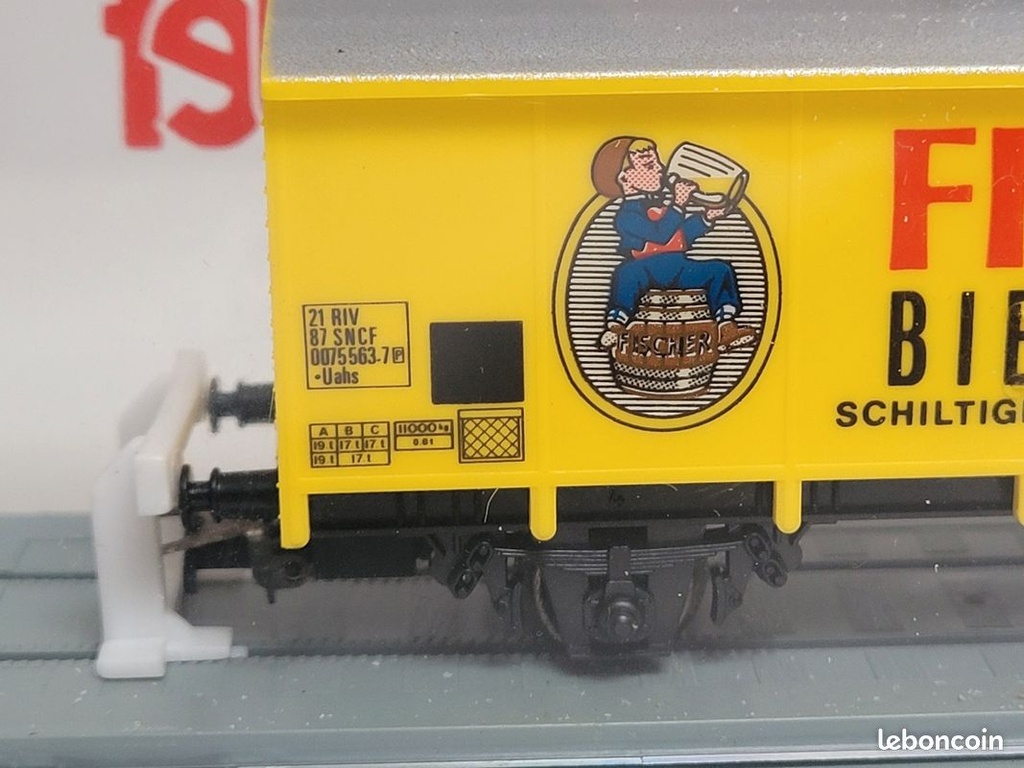 21 RIV
87 SNCF
0075563-7 P
•Uahs
A B C
19 t 17 t 17 t
19 t 17 t
11000 kg
0.61
FISCHER
FI
BIE
SCHILTIG
leboncoin